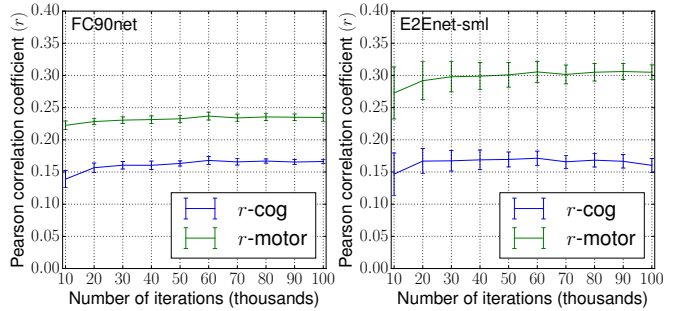 FC90net
Pearson correlation coefficient (r)
0.40
0.35
0.30
0.25
0.20
0.15
0.10
0.05
0.00
r-cog
r-motor
10 20 30 40 50 60 70 80 90 100
Number of iterations (thousands)
E2Enet-sml
Pearson correlation coefficient (r)
0.40
0.35
0.30
0.25
0.20
0.15
0.10
0.05
0.00
r-cog
r-motor
10 20 30 40 50 60 70 80 90 100
Number of iterations (thousands)